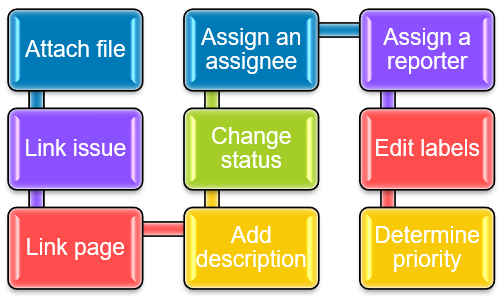 Attach file
Link issue
Link page
Add
description
Change
status
Assign an
assignee
Assign a
reporter
Edit labels
Determine
priority